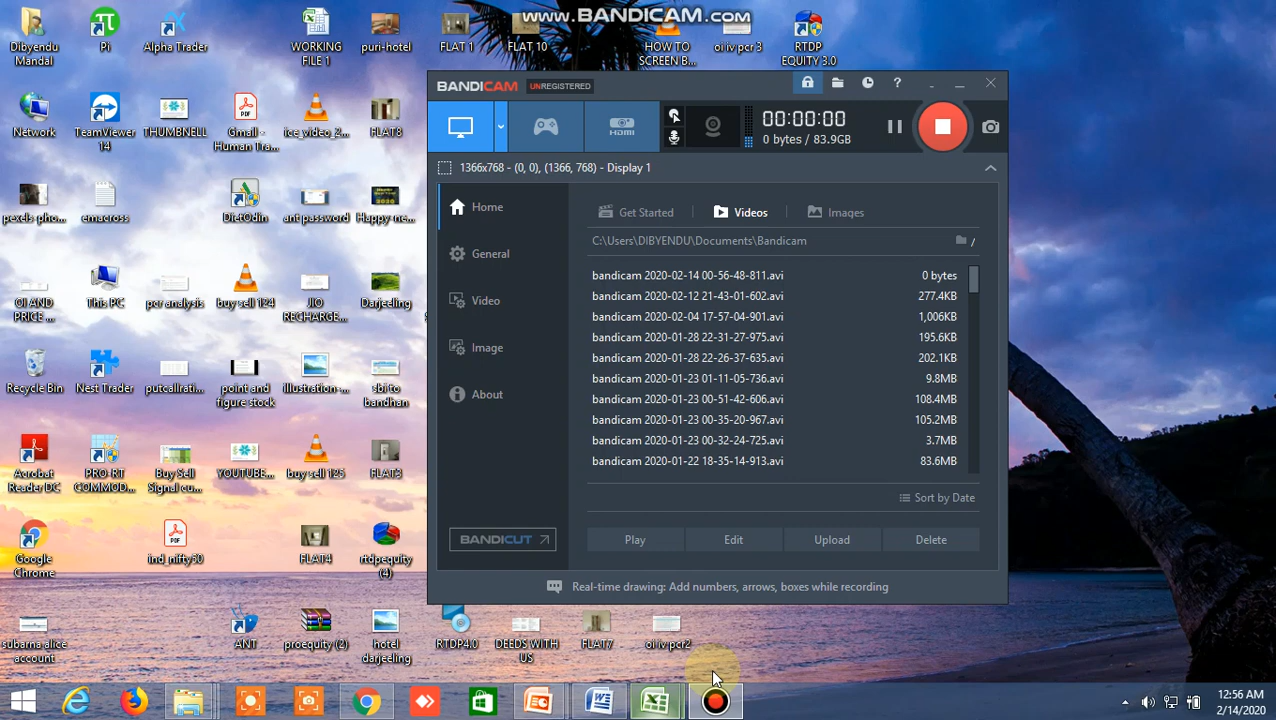 www.BANDICAM.com
Dibyendu
Mandal
Pi
Alpha Trader
WORKING
FILE 1
puri-hotel
FLAT 1
FLAT 10
HOW TO
SCREEN B...
oi iv pcr 3
RTDP
EQUITY 3.0
BANDICAM
UNREGISTERED
00:00:00
0 bytes / 83.9GB
HDMI
1366x768 - (0, 0), (1366, 768) - Display 1
Network
TeamViewer
14
THUMBNELL
Gmail -
Human Tra...
ice_video_2...
FLAT8
Home
General
Video
Image
About
Get Started
Videos
Images
C:\Users\DIBYENDU\Documents\Bandicam
/
bandicam 2020-02-14 00-56-48-811.avi 0 bytes
bandicam 2020-02-12 21-43-01-602.avi 277.4KB
bandicam 2020-02-04 17-57-04-901.avi 1,006KB
bandicam 2020-01-28 22-31-27-975.avi 195.6KB
bandicam 2020-01-28 22-26-37-635.avi 202.1KB
bandicam 2020-01-23 01-11-05-736.avi 9.8MB
bandicam 2020-01-23 00-51-42-606.avi 108.4MB
bandicam 2020-01-23 00-35-20-967.avi 105.2MB
bandicam 2020-01-23 00-32-24-725.avi 3.7MB
bandicam 2020-01-22 18-35-14-913.avi 83.6MB
Sort by Date
BANDICUT
Play
Edit
Upload
Delete
Real-time drawing: Add numbers, arrows, boxes while recording
pexels-pho...
emacross
DietOdin
ant password
Happy-ne...
This PC
pcr analysis
buy sell 124
JIO
RECHARGE...
Darjeeling
Recycle Bin
Nest Trader
putcallrati...
point and
figure stock
illustration-...
sbi to
bandhan
Acrobat
Reader DC
PRO-RT
COMMOD...
Buy Sell
Signal cu...
YOUTUBE...
buy sell 125
FLAT3
Google
Chrome
ind_nifty50
FLAT4
rtdpequity
(4)
subarna alice
account
ANT
proequity (2)
hotel
darjeeling
RTDP4.0
DEEDS WITH
US
FLAT7
oi iv pcr2
12:56 AM
2/14/2020